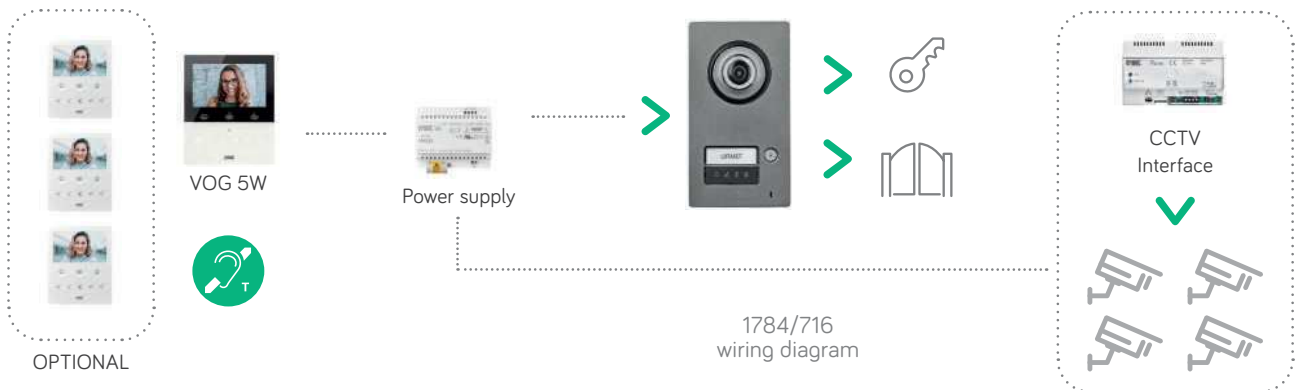 VOG 5W
Power supply
CCTV
Interface
T
1784/716
wiring diagram
OPTIONAL